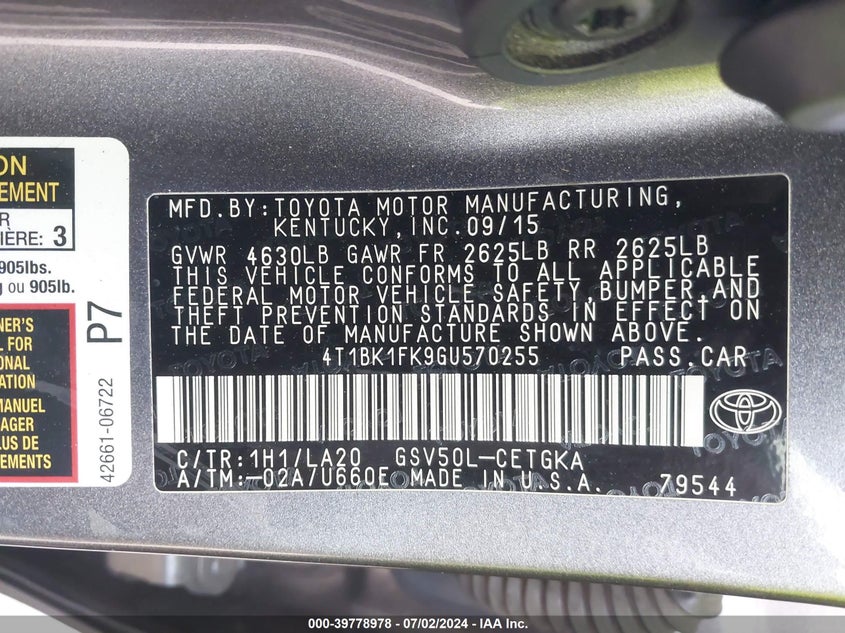 ON
EMENT
R
IÈRE: 3
905lbs.
g ou 905lb.
NER'S
FOR
ONAL
ATION
MANUEL
AGER
LUS DE
EMENTS
P7
42661-06722
MFD.BY:TOYOTA MOTOR MANUFACTURING,
KENTUCKY,INC.09/15
GVWR 4630LB GAWR FR 2625LB RR 2625LB
THIS VEHICLE CONFORMS TO ALL APPLICABLE
FEDERAL MOTOR VEHICLE SAFETY,BUMPER,AND
THEFT PREVENTION STANDARDS IN EFFECT ON
THE DATE OF MANUFACTURE SHOWN ABOVE.
4T1BK1FK9GU570255 PASS.CAR
C/TR:1H1/LA20 GSV50L-CETGKA
A/TM:-02A/U660E MADE IN U.S.A. 79544
000-39778978 - 07/02/2024 - IAA Inc.